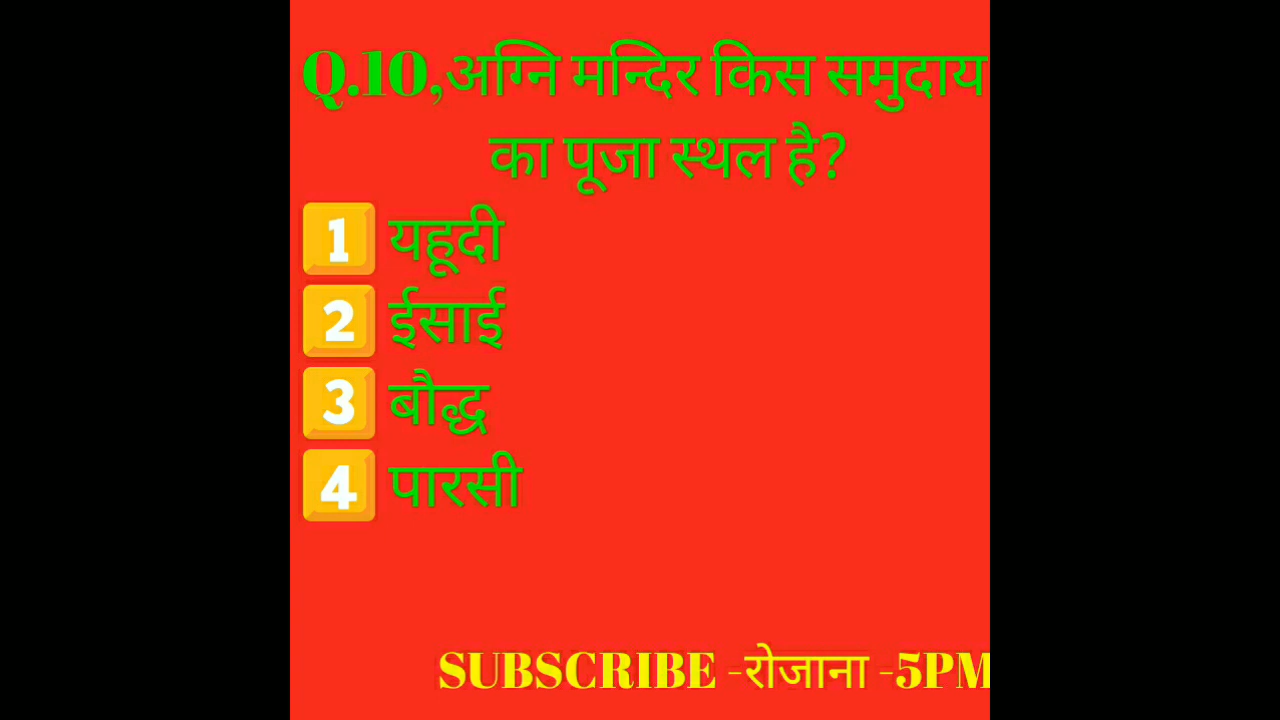 Q.10,अग्नि मन्दिर किस समुदाय
का पूजा स्थल है?
1 यहूदी
2 ईसाई
3 बौद्ध
4 पारसी
SUBSCRIBE -रोजाना -5PM